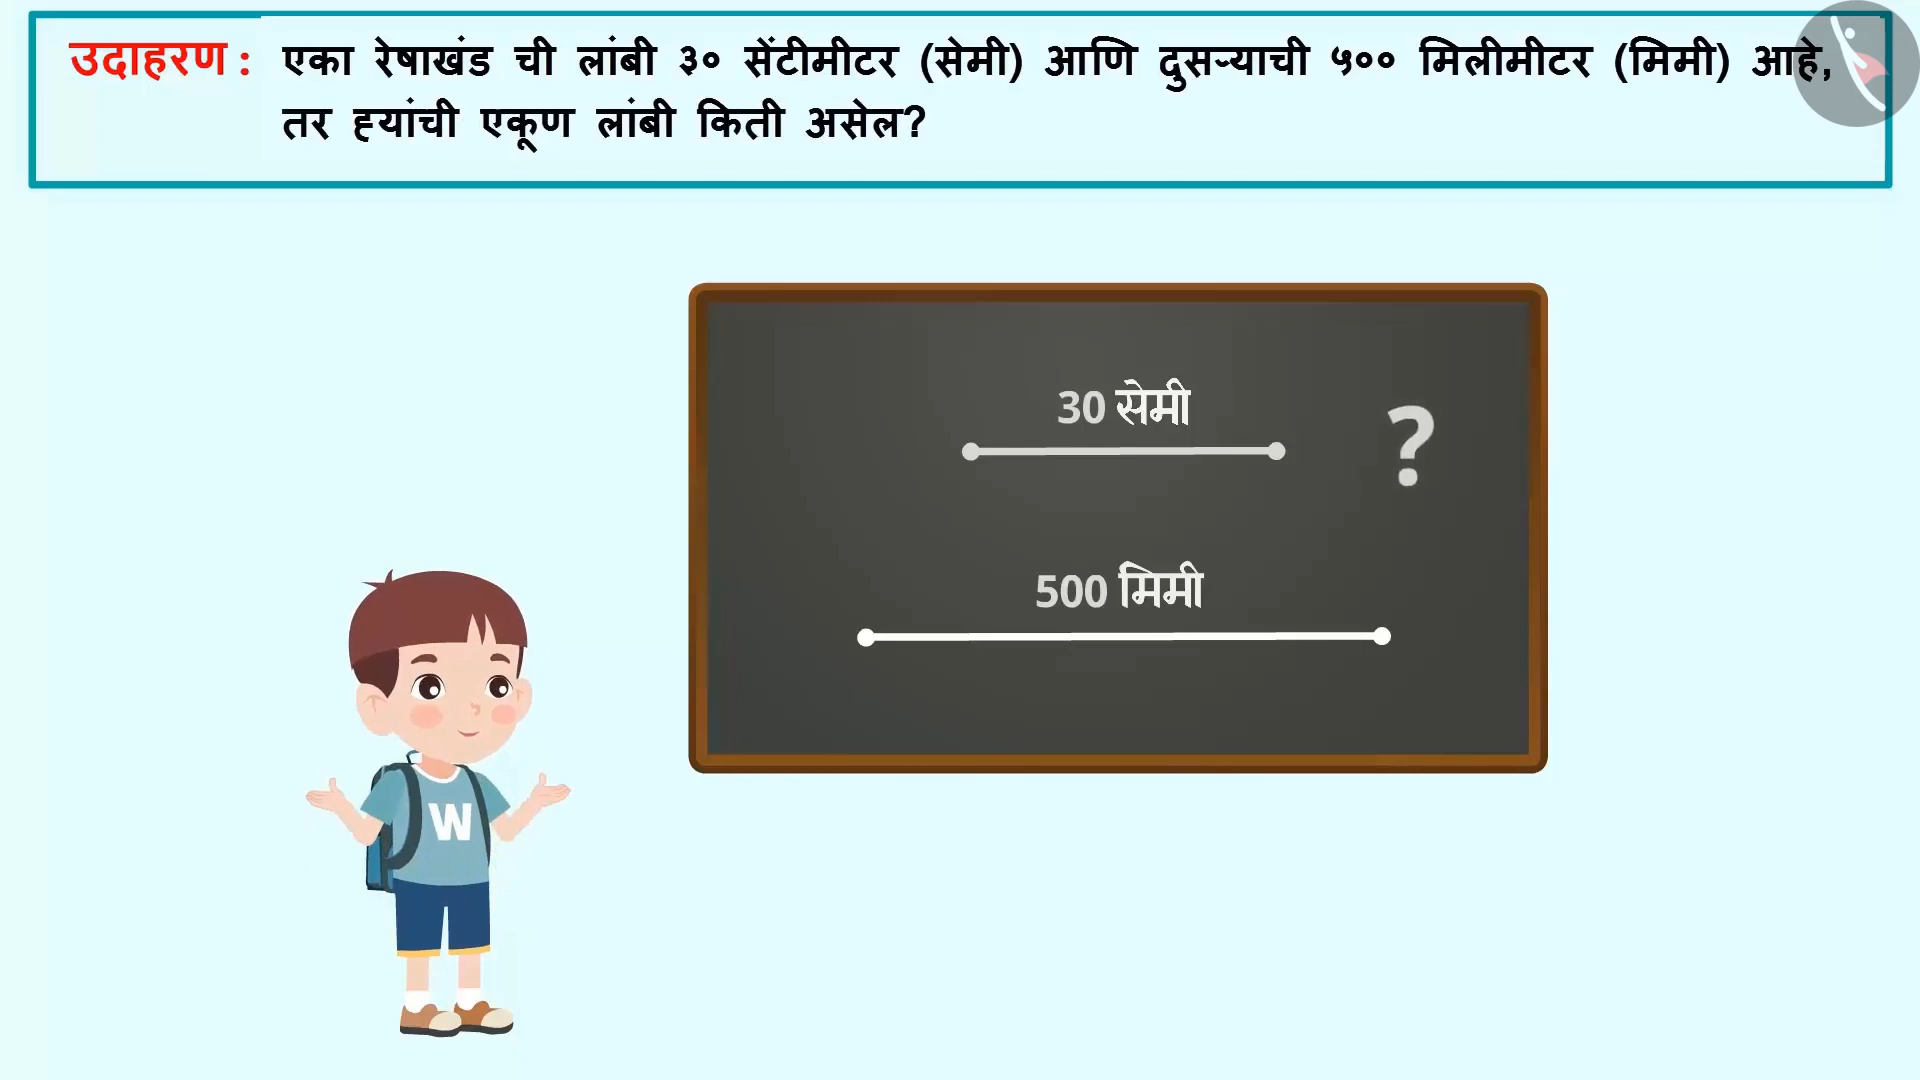 उदाहरण : एका रेषाखंड ची लांबी ३० सेंटीमीटर (सेमी) आणि दुसऱ्याची ५०० मिलीमीटर (मिमी) आहे,
तर ह्यांची एकूण लांबी किती असेल?
30 सेमी
?
500 मिमी
W